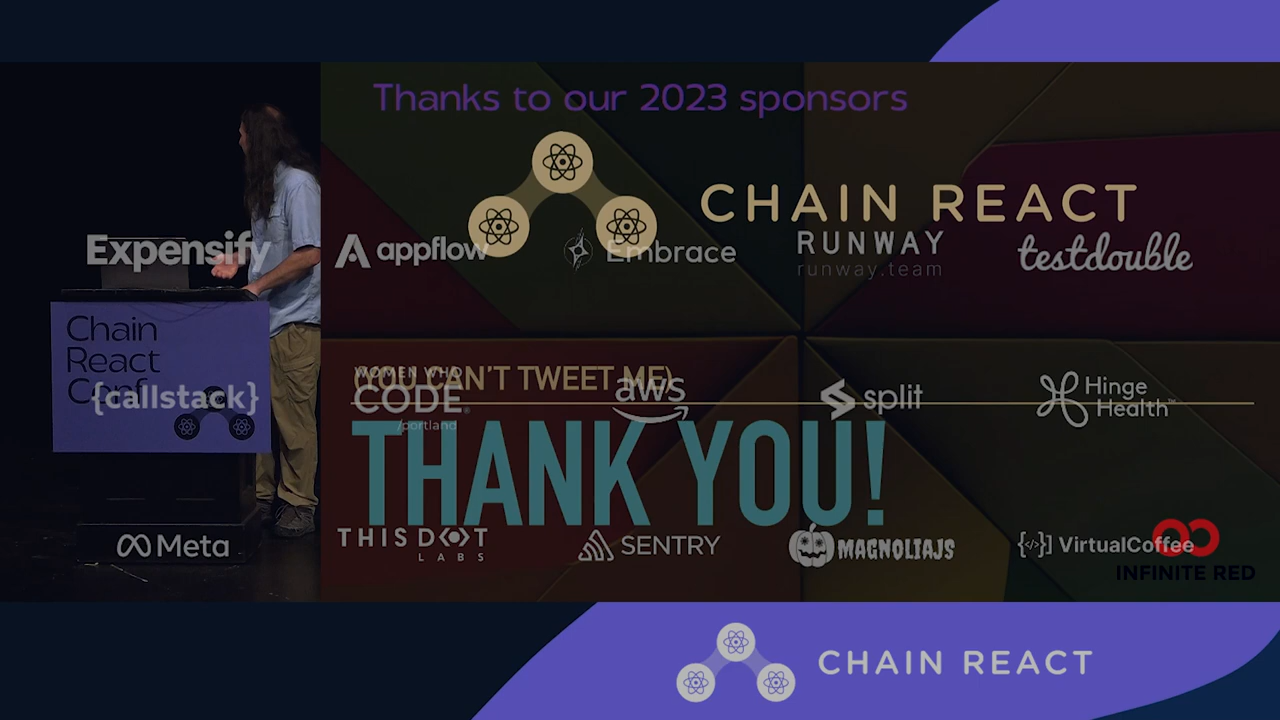 Thanks to our 2023 sponsors
CHAIN REACT
Expensify
appflow
Embrace
RUNWAY
runway.team
testdouble
Chain
React
Conf
(YOU CAN'T TWEET ME)
WOMEN WHO
CODE
/portland
{callstack}
aws
split
Hinge
Health™
THANK YOU!
Meta
THIS DOT
LABS
SENTRY
MAGNOLIAJS
VirtualCoffee
INFINITE RED
CHAIN REACT